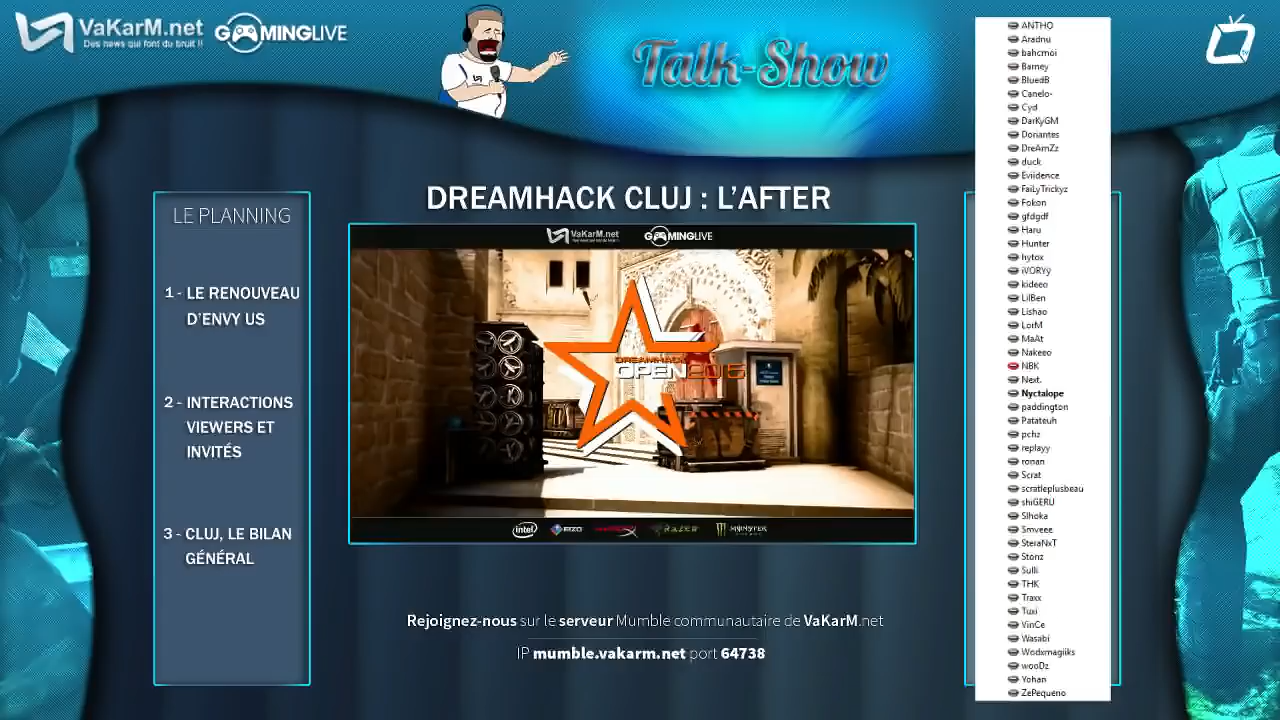 VaKarM.net
Des news qui font du bruit !!
GAMINGLIVE
Talk-Show
DREAMHACK CLUJ : L'AFTER
LE PLANNING
1 - LE RENOUVEAU
D'ENVY US
2 - INTERACTIONS
VIEWERS ET
INVITÉS
3 - CLUJ, LE BILAN
GÉNÉRAL
VaKarM.net
GAMINGLIVE
OPEN
intel
MONSTER
Rejoignez-nous sur le serveur Mumble communautaire de VaKarM.net
IP mumble.vakarm.net port 64738
ANTHO
Aradnu
bahcmoi
Barney
BluedB
Canelo-
Cyd
DarKyGM
Doriantes
DreAmZz
duck
Eviidence
FaiLyTrickyz
Fokon
gfdgdf
Haru
Hunter
hytox
iVORYy
kideeo
LilBen
Lishao
LorM
MaAt
Nakeeo
NBK
Next.
Nyctalope
paddington
Patateuh
pchz
replayy
ronan
Scrat
scratleplusbeau
shiGERU
Slhoka
Smveee
SteraNxT
Stonz
Sulli
THK
Traxx
Tuxi
VinCe
Wasabi
Wodxmagiiks
wooDz
Yohan
ZePequeno